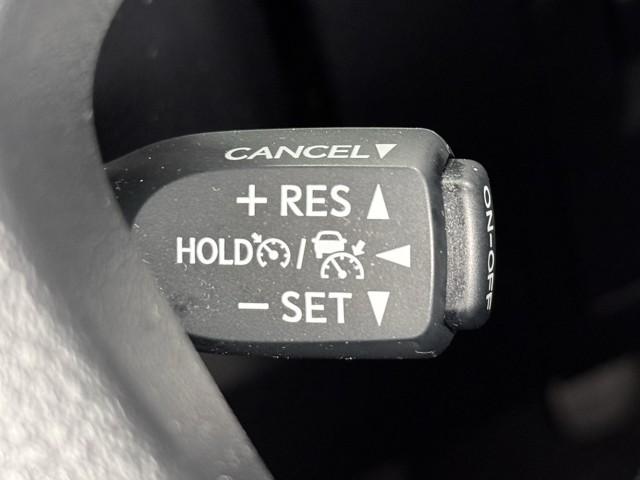 CANCEL▼
+ RES ▲
HOLD / ◀
- SET ▼
ON-OFF